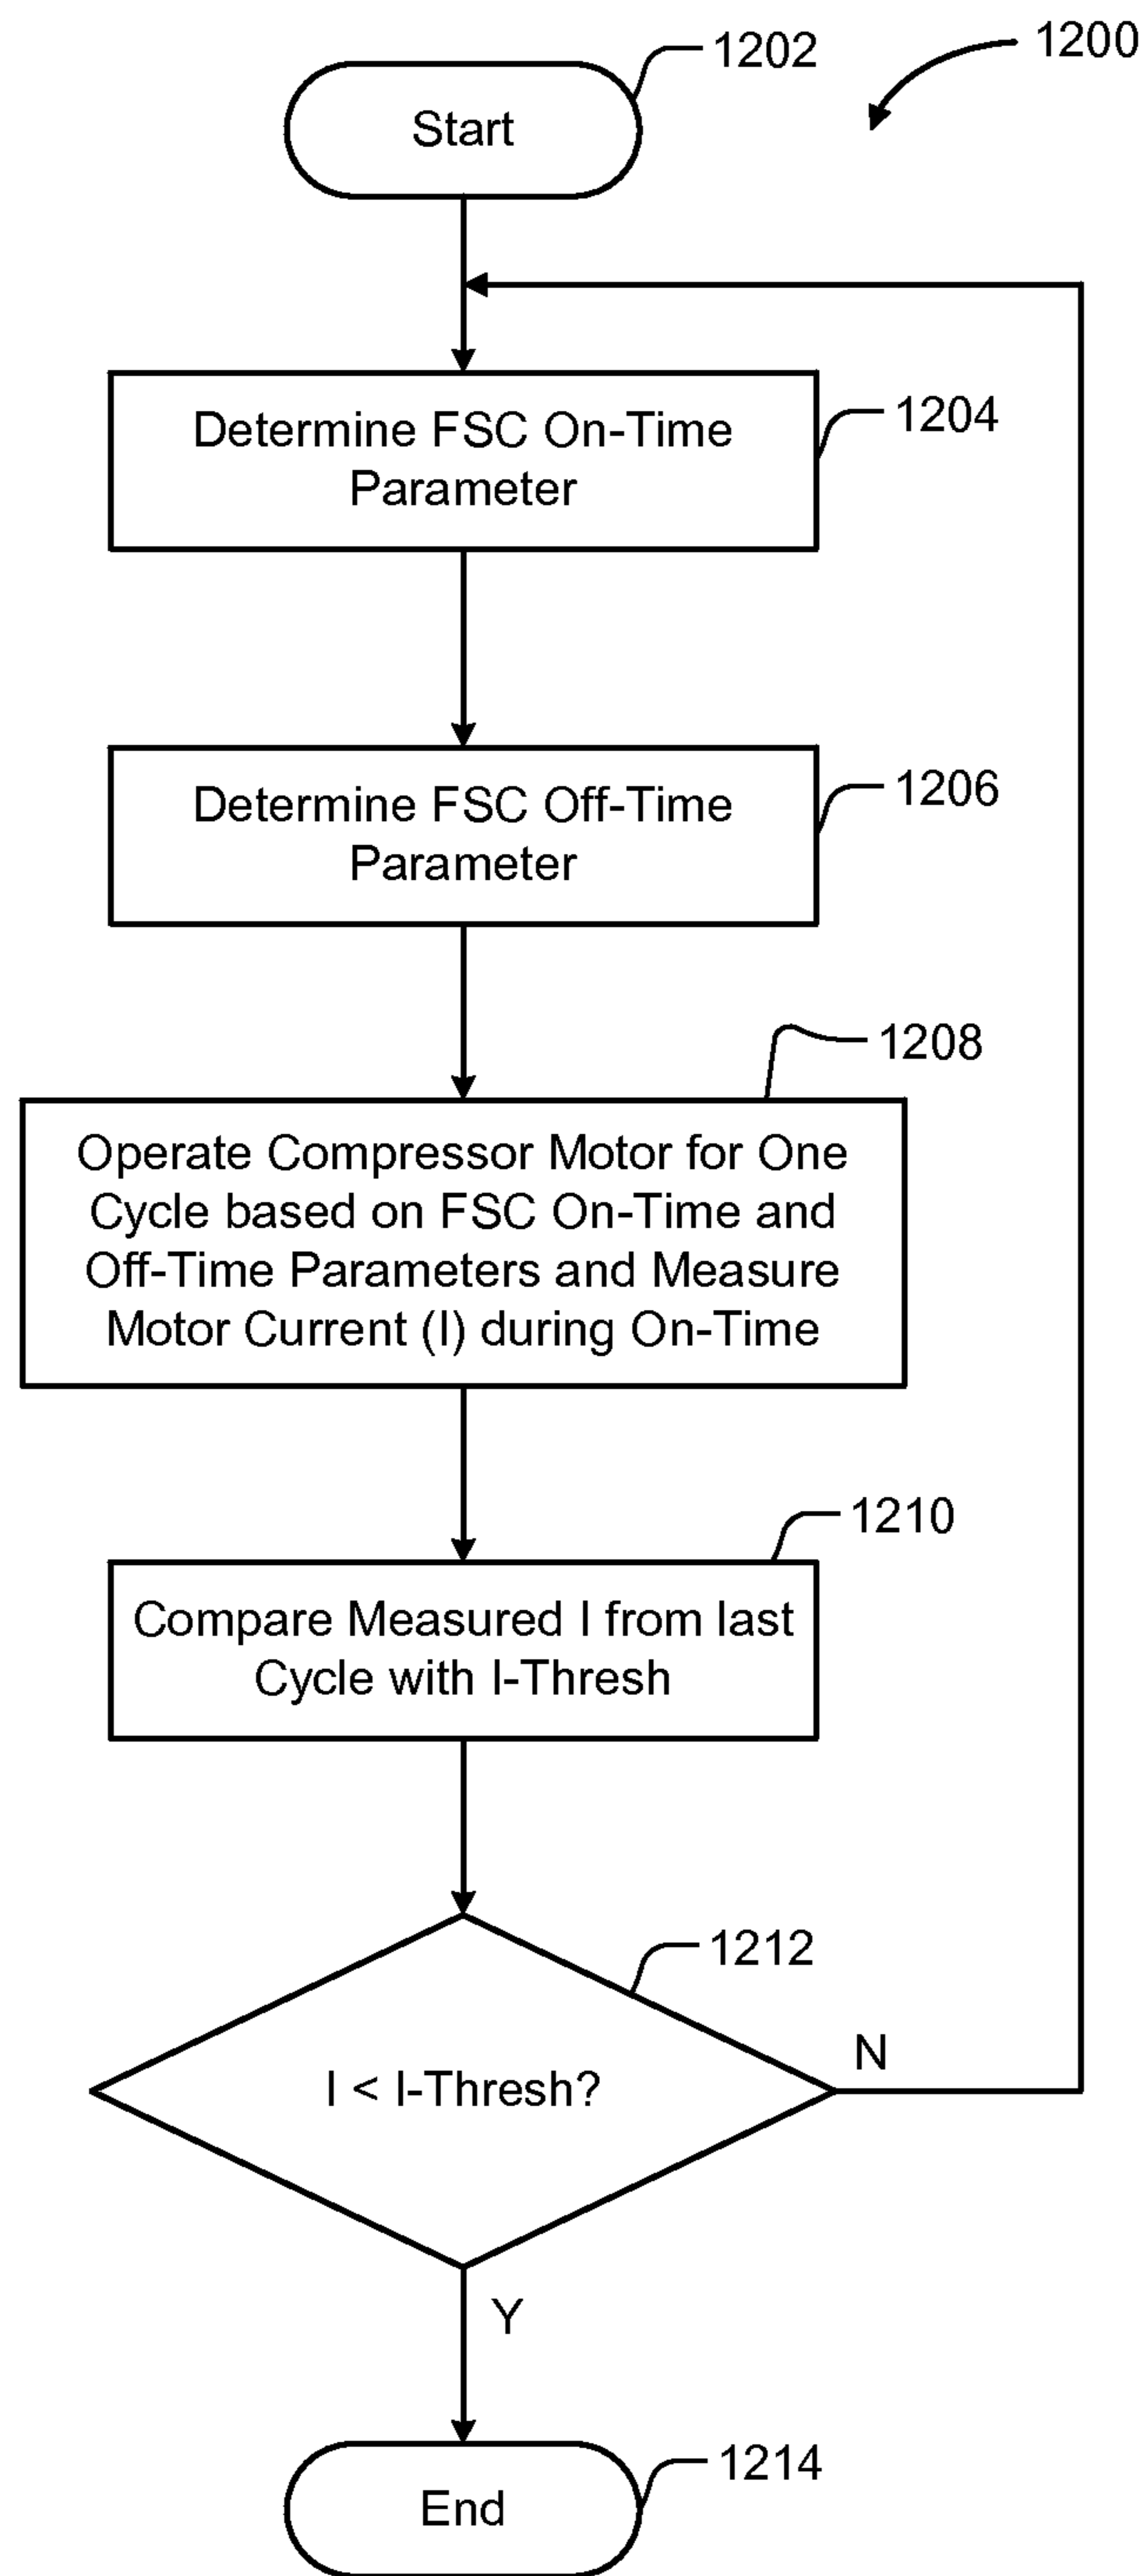 1200
1202
Start
Determine FSC On-Time
Parameter
1204
Determine FSC Off-Time
Parameter
1206
1208
Operate Compressor Motor for One
Cycle based on FSC On-Time and
Off-Time Parameters and Measure
Motor Current (I) during On-Time
1210
Compare Measured I from last
Cycle with I-Thresh
1212
I < I-Thresh?
N
Y
1214
End